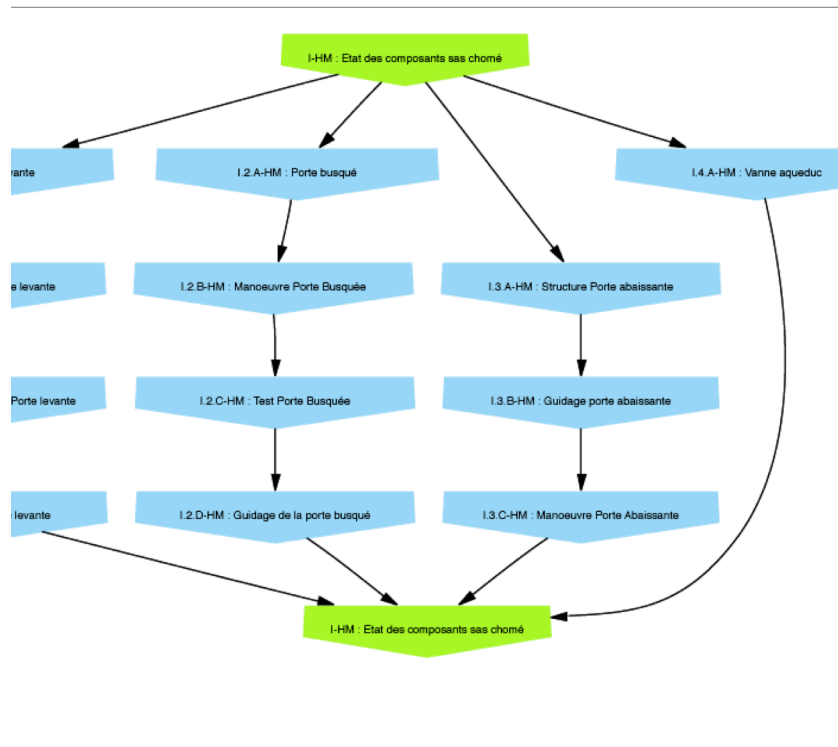 I-HM : Etat des composants sas chomé
vante
I.2.A-HM : Porte busqué
I.4.A-HM : Vanne aqueduc
e levante
I.2.B-HM : Manoeuvre Porte Busquée
I.3.A-HM : Structure Porte abaissante
Porte levante
I.2.C-HM : Test Porte Busquée
I.3.B-HM : Guidage porte abaissante
levante
I.2.D-HM : Guidage de la porte busqué
I.3.C-HM : Manoeuvre Porte Abaissante
I-HM : Etat des composants sas chomé